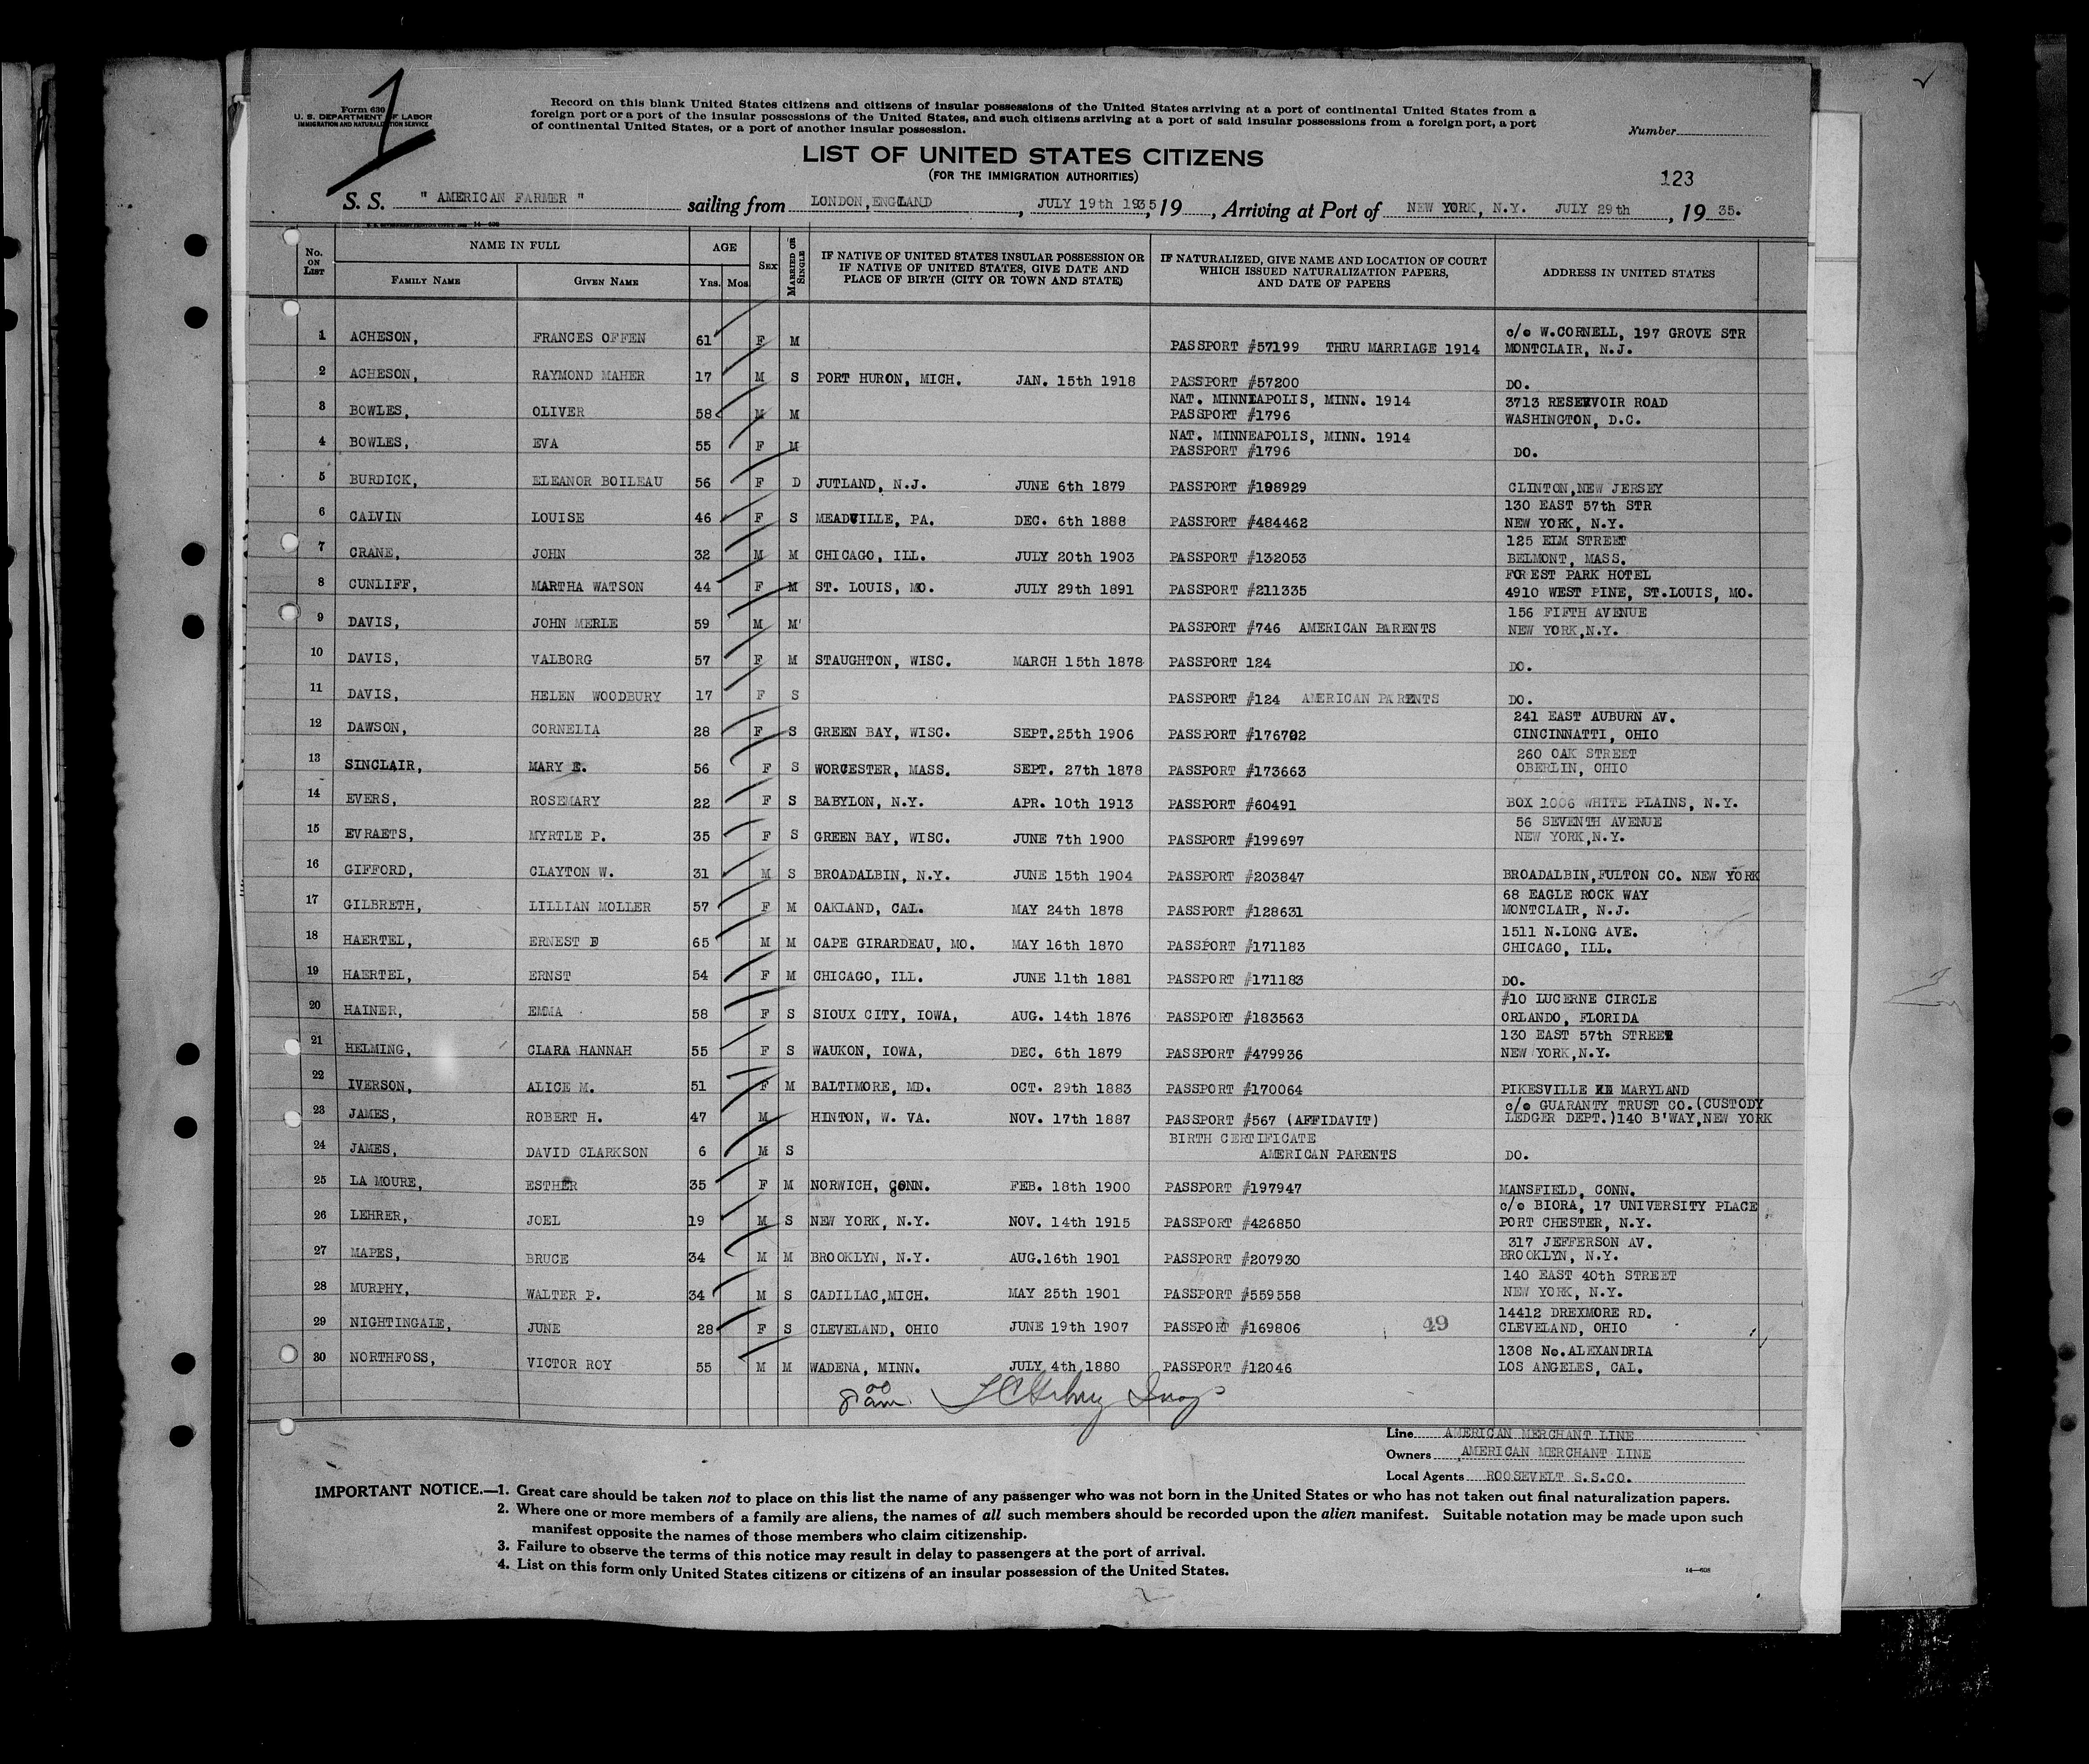 1
Form 630
U. S. DEPARTMENT OF LABOR
IMMIGRATION AND NATURALIZATION SERVICE
Record on this blank United States citizens and citizens of insular possessions of the United States arriving at a port of continental United States from a
foreign port or a port of the insular possessions of the United States, and such citizens arriving at a port of said insular possessions from a foreign port, a port
of continental United States, or a port of another insular possession.
Number
LIST OF UNITED STATES CITIZENS
(FOR THE IMMIGRATION AUTHORITIES)
123
S. S. " AMERICAN FARMER " sailing from LONDON, ENGLAND, JULY 19th 1935, 19 , Arriving at Port of NEW YORK, N.Y. JULY 29th, 19 35.
No. ON LIST NAME IN FULL FAMILY NAME GIVEN NAME AGE YRS. MOS. SEX MARRIED OR SINGLE IF NATIVE OF UNITED STATES INSULAR POSSESSION OR IF NATIVE OF UNITED STATES, GIVE DATE AND PLACE OF BIRTH (CITY OR TOWN AND STATE) IF NATURALIZED, GIVE NAME AND LOCATION OF COURT WHICH ISSUED NATURALIZATION PAPERS, AND DATE OF PAPERS ADDRESS IN UNITED STATES
1 ACHESON, FRANCES OFFEN 61 F M PASSPORT #57199 THRU MARRIAGE 1914 c/o W.CORNELL, 197 GROVE STR MONTCLAIR, N.J.
2 ACHESON, RAYMOND MAHER 17 M S PORT HURON, MICH. JAN. 15th 1918 PASSPORT #57200 DO.
3 BOWLES, OLIVER 58 M M NAT. MINNEAPOLIS, MINN. 1914 PASSPORT #1796 3713 RESERVOIR ROAD WASHINGTON, D.C.
4 BOWLES, EVA 55 F M NAT. MINNEAPOLIS, MINN. 1914 PASSPORT #1796 DO.
5 BURDICK, ELEANOR BOILEAU 56 F D JUTLAND, N.J. JUNE 6th 1879 PASSPORT #198929 CLINTON,NEW JERSEY
6 CALVIN LOUISE 46 F S MEADVILLE, PA. DEC. 6th 1888 PASSPORT #484462 130 EAST 57th STR NEW YORK, N.Y.
7 CRANE, JOHN 32 M M CHICAGO, ILL. JULY 20th 1903 PASSPORT #132053 125 ELM STREET BELMONT, MASS.
8 CUNLIFF, MARTHA WATSON 44 F M ST. LOUIS, MO. JULY 29th 1891 PASSPORT #211335 FOREST PARK HOTEL 4910 WEST PINE, ST.LOUIS, MO.
9 DAVIS, JOHN MERLE 59 M M PASSPORT #746 AMERICAN PARENTS 156 FIFTH AVENUE NEW YORK,N.Y.
10 DAVIS, VALBORG 57 F M STAUGHTON, WISC. MARCH 15th 1878 PASSPORT 124 DO.
11 DAVIS, HELEN WOODBURY 17 F S PASSPORT #124 AMERICAN PARENTS DO.
12 DAWSON, CORNELIA 28 F S GREEN BAY, WISC. SEPT.25th 1906 PASSPORT #176702 241 EAST AUBURN AV. CINCINNATTI, OHIO
13 SINCLAIR, MARY E. 56 F S WORCESTER, MASS. SEPT. 27th 1878 PASSPORT #173663 260 OAK STREET OBERLIN, OHIO
14 EVERS, ROSEMARY 22 F S BABYLON, N.Y. APR. 10th 1913 PASSPORT #60491 BOX 1006 WHITE PLAINS, N.Y.
15 EVRAETS, MYRTLE P. 35 F S GREEN BAY, WISC. JUNE 7th 1900 PASSPORT #199697 56 SEVENTH AVENUE NEW YORK,N.Y.
16 GIFFORD, CLAYTON W. 31 M S BROADALBIN, N.Y. JUNE 15th 1904 PASSPORT #203847 BROADALBIN,FULTON CO. NEW YORK
17 GILBRETH, LILLIAN MOLLER 57 F M OAKLAND, CAL. MAY 24th 1878 PASSPORT #128631 68 EAGLE ROCK WAY MONTCLAIR, N.J.
18 HAERTEL, ERNEST E 65 M M CAPE GIRARDEAU, MO. MAY 16th 1870 PASSPORT #171183 1511 N.LONG AVE. CHICAGO, ILL.
19 HAERTEL, ERNST 54 F M CHICAGO, ILL. JUNE 11th 1881 PASSPORT #171183 DO.
20 HAINER, EMMA 58 F S SIOUX CITY, IOWA, AUG. 14th 1876 PASSPORT #183563 #10 LUCERNE CIRCLE ORLANDO, FLORIDA
21 HELMING, CLARA HANNAH 55 F S WAUKON, IOWA, DEC. 6th 1879 PASSPORT #479936 130 EAST 57th STREET NEW YORK,N.Y.
22 IVERSON, ALICE M. 51 F M BALTIMORE, MD. OCT. 29th 1883 PASSPORT #170064 PIKESVILLE MARYLAND
23 JAMES, ROBERT H. 47 M HINTON, W. VA. NOV. 17th 1887 PASSPORT #567 (AFFIDAVIT) c/o GUARANTY TRUST CO.(CUSTODY LEDGER DEPT.)140 B'WAY,NEW YORK
24 JAMES, DAVID CLARKSON 6 M S BIRTH CERTIFICATE AMERICAN PARENTS DO.
25 LA MOURE, ESTHER 35 F M NORWICH, CONN. FEB. 18th 1900 PASSPORT #197947 MANSFIELD, CONN.
26 LEHRER, JOEL 19 M S NEW YORK, N.Y. NOV. 14th 1915 PASSPORT #426850 c/o BIORA, 17 UNIVERSITY PLACE PORT CHESTER, N.Y.
27 MAPES, BRUCE 34 M M BROOKLYN, N.Y. AUG.16th 1901 PASSPORT #207930 317 JEFFERSON AV. BROOKLYN, N.Y.
28 MURPHY, WALTER P. 34 M S CADILLAC,MICH. MAY 25th 1901 PASSPORT #559558 140 EAST 40th STREET NEW YORK, N.Y.
29 NIGHTINGALE, JUNE 28 F S CLEVELAND, OHIO JUNE 19th 1907 PASSPORT #169806 49 14412 DREXMORE RD. CLEVELAND, OHIO
30 NORTHFOSS, VICTOR ROY 55 M M WADENA, MINN. JULY 4th 1880 PASSPORT #12046 1308 No.ALEXANDRIA LOS ANGELES, CAL.
Line AMERICAN MERCHANT LINE
Owners AMERICAN MERCHANT LINE
Local Agents ROOSEVELT S.S.CO.
IMPORTANT NOTICE.—1. Great care should be taken not to place on this list the name of any passenger who was not born in the United States or who has not taken out final naturalization papers.
2. Where one or more members of a family are aliens, the names of all such members should be recorded upon the alien manifest. Suitable notation may be made upon such
manifest opposite the names of those members who claim citizenship.
3. Failure to observe the terms of this notice may result in delay to passengers at the port of arrival.
4. List on this form only United States citizens or citizens of an insular possession of the United States.
14—608